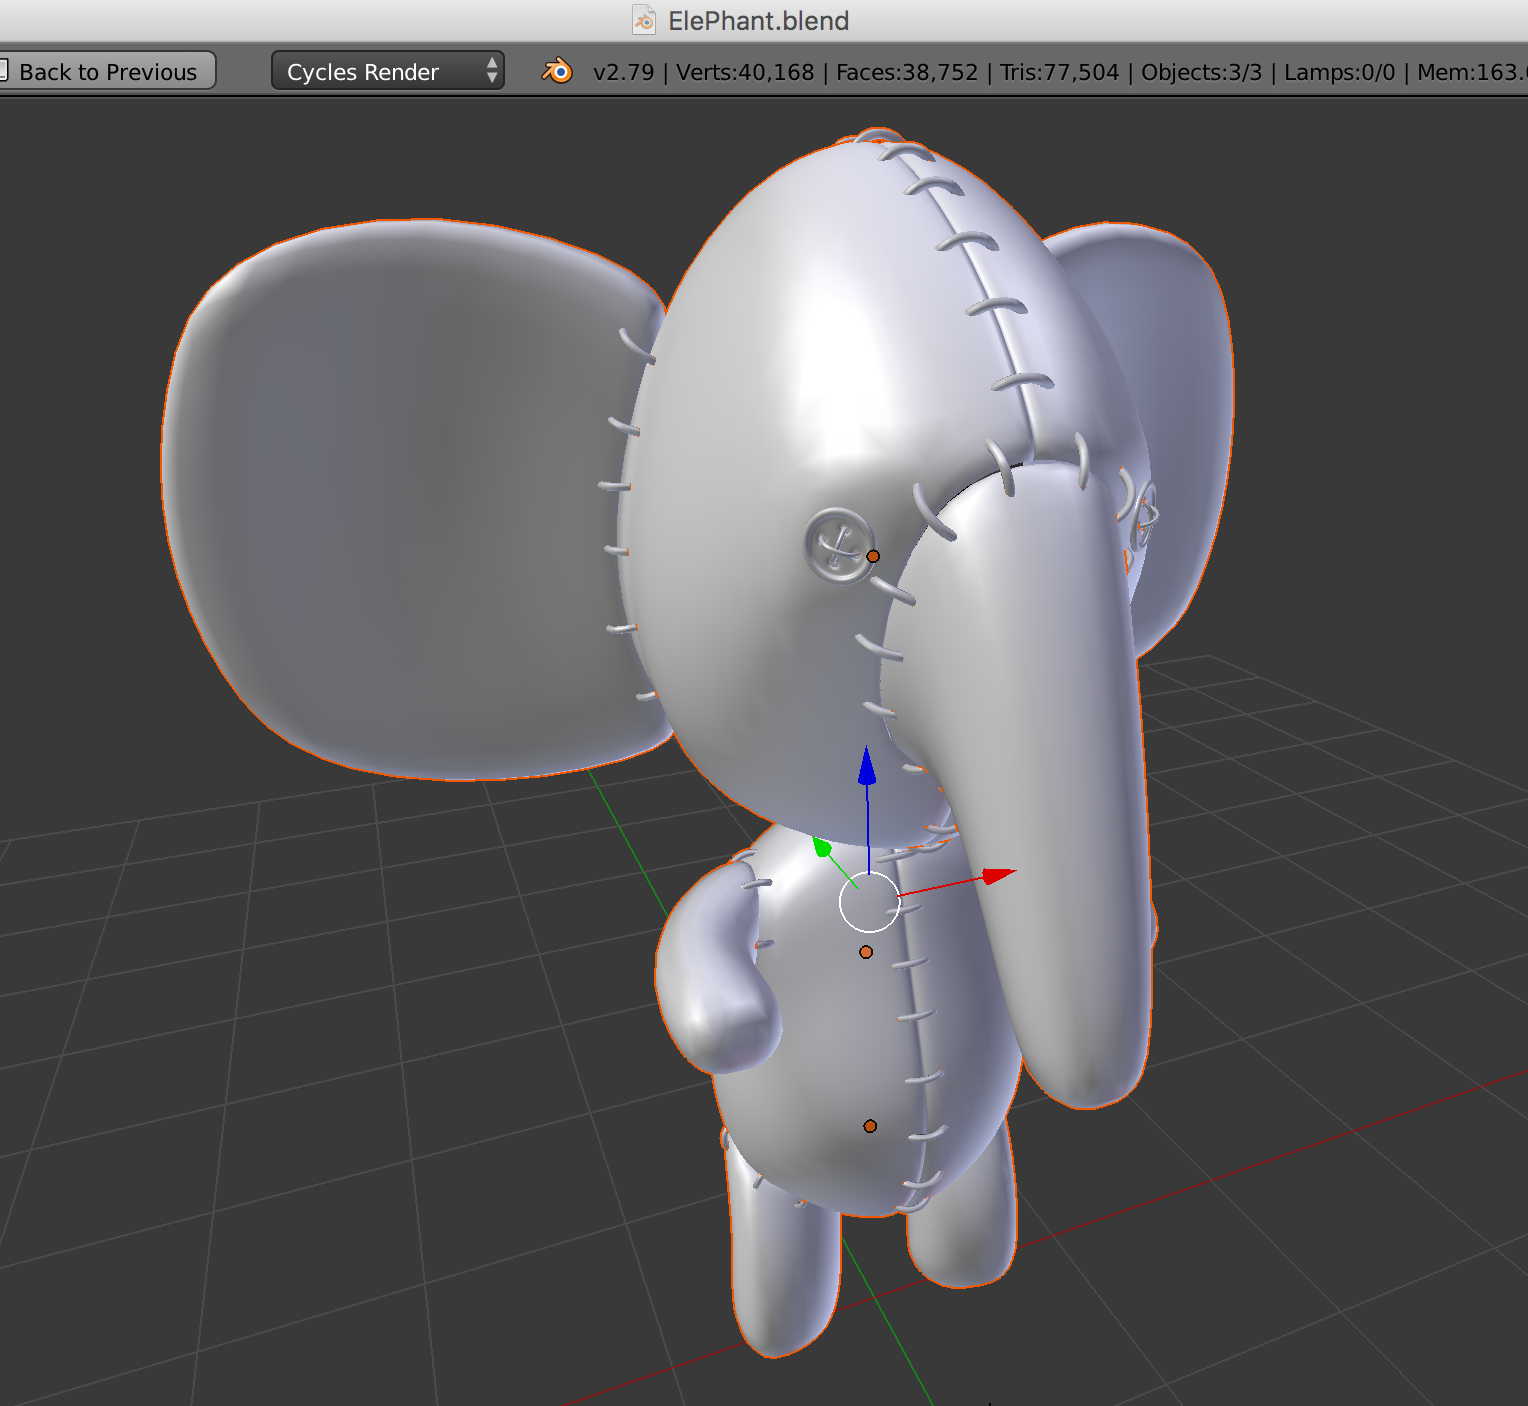 ElePhant.blend
Back to Previous
Cycles Render
v2.79 | Verts:40,168 | Faces:38,752 | Tris:77,504 | Objects:3/3 | Lamps:0/0 | Mem:163.